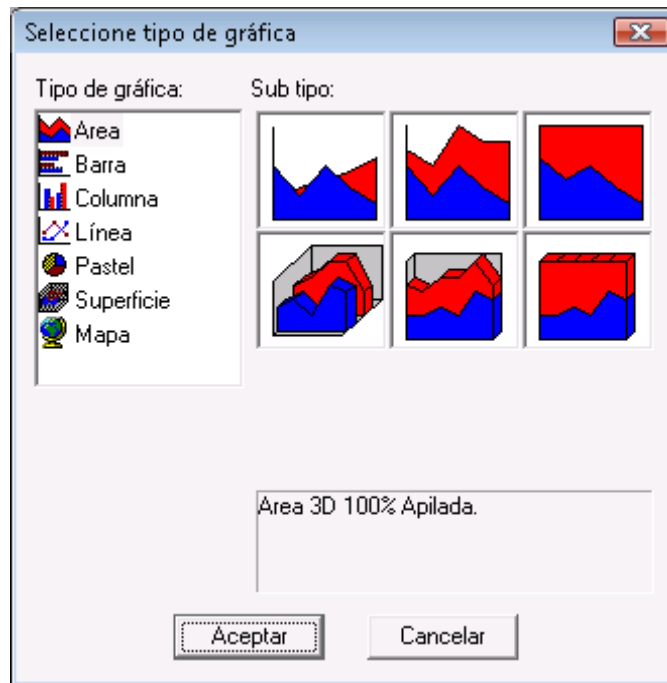 Seleccione tipo de gráfica
Tipo de gráfica:
Sub tipo:
Area
Barra
Columna
Línea
Pastel
Superficie
Mapa
Area 3D 100% Apilada.
Aceptar
Cancelar